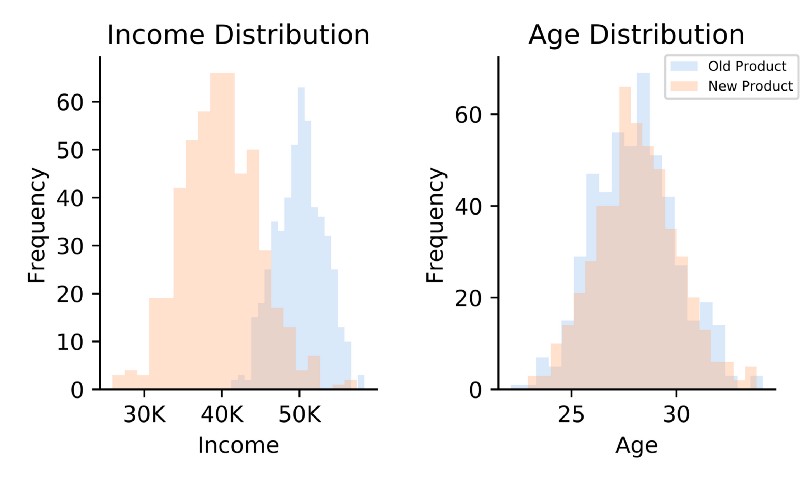 Income Distribution
60
50
40
30
20
10
0
Frequency
30K 40K 50K
Income
Age Distribution
Old Product
New Product
60
40
20
0
Frequency
25 30
Age